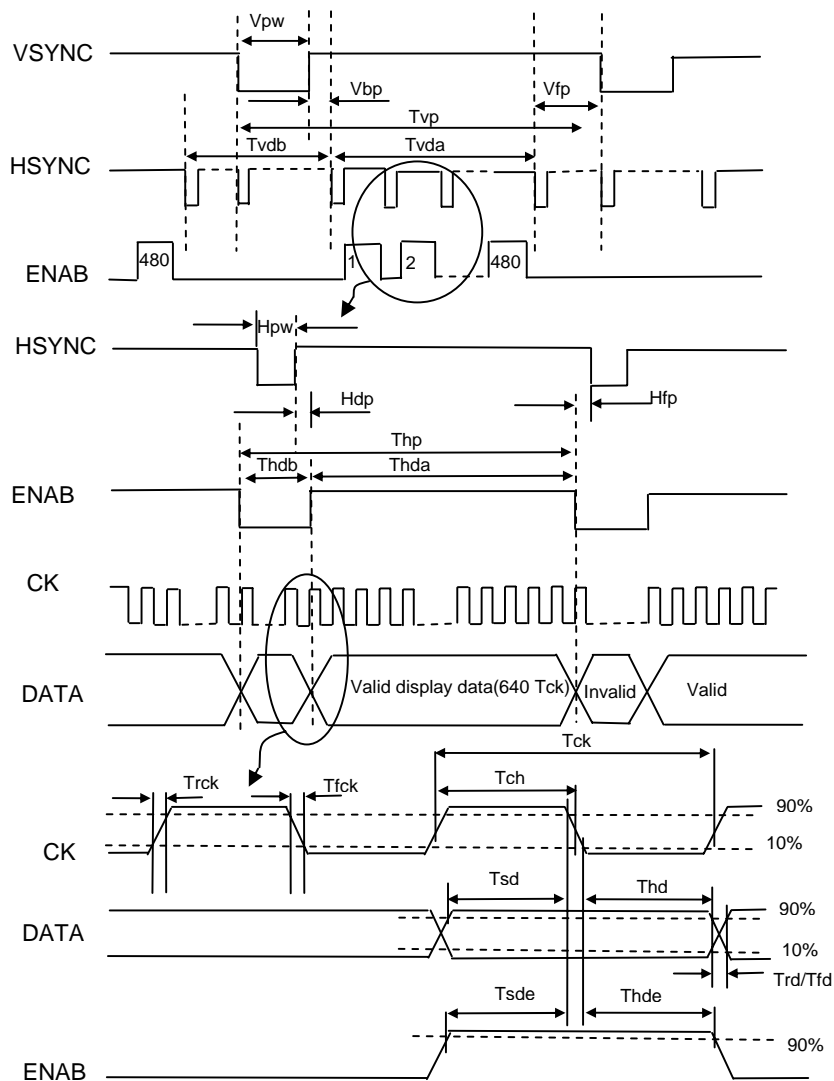 Vpw
VSYNC
Vbp
Vfp
Tvp
Tvdb
Tvda
HSYNC
480
1
2
480
ENAB
Hpw
HSYNC
Hdp
Hfp
Thp
Thdb
Thda
ENAB
CK
DATA
Valid display data(640 Tck)
Invalid
Valid
Tck
Trck
Tfck
Tch
90%
10%
CK
Tsd
Thd
90%
DATA
10%
Trd/Tfd
Tsde
Thde
90%
ENAB